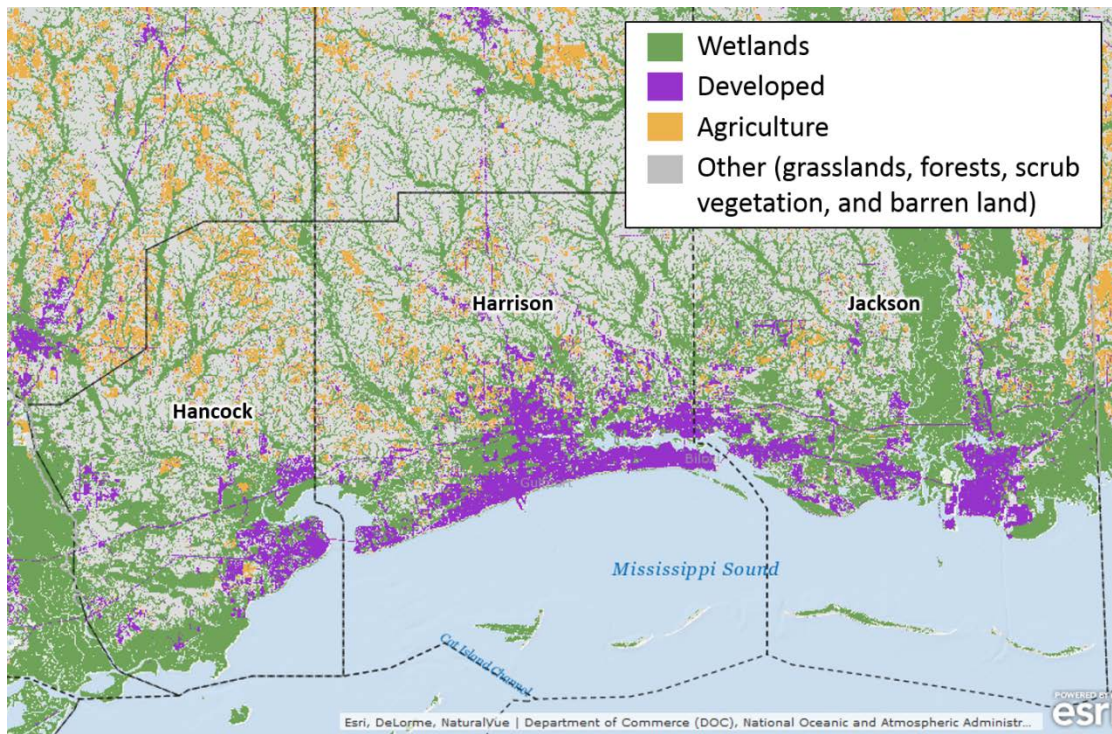 Wetlands
Developed
Agriculture
Other (grasslands, forests, scrub
vegetation, and barren land)
Harrison
Jackson
Hancock
Mississippi Sound
Cat Island Channel
Esri, DeLorme, NaturalVue | Department of Commerce (DOC), National Oceanic and Atmospheric Administr...
POWERED BY
esri